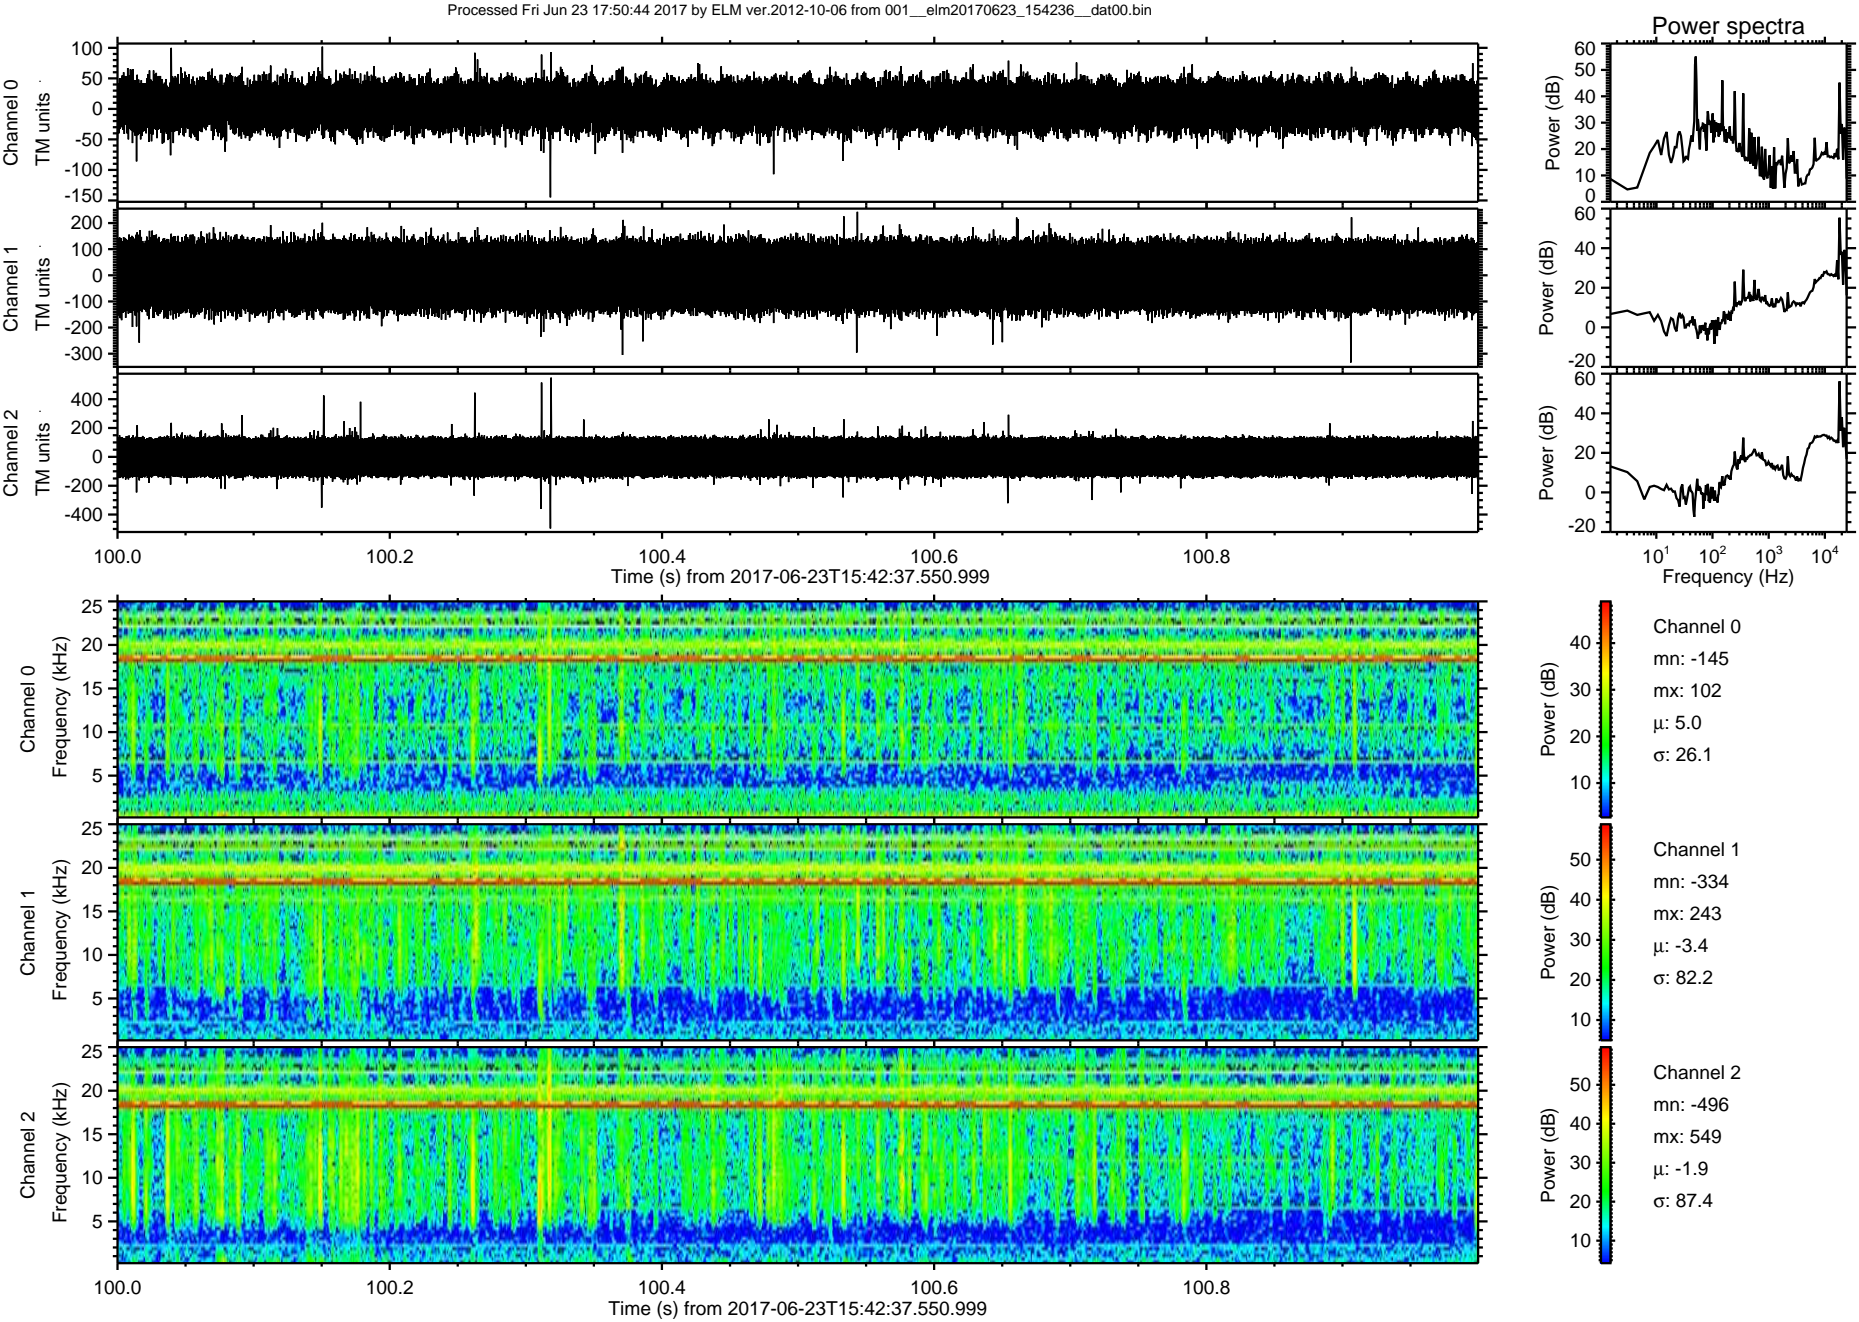 Processed Fri Jun 23 17:50:44 2017 by ELM ver.2012-10-06 from 001__elm20170623_154236__dat00.bin
Power spectra
Channel 0
TM units
100
50
0
-50
-100
-150
Power (dB)
60
50
40
30
20
10
0
Channel 1
TM units
200
100
0
-100
-200
-300
Power (dB)
60
40
20
0
-20
Channel 2
TM units
400
200
0
-200
-400
Power (dB)
60
40
20
0
-20
100.0 100.2 100.4 100.6 100.8
Time (s) from 2017-06-23T15:42:37.550.999
10¹ 10² 10³ 10⁴
Frequency (Hz)
Channel 0
Frequency (kHz)
25
20
15
10
5
Power (dB)
40
30
20
10
Channel 0
mn: -145
mx: 102
μ: 5.0
σ: 26.1
Channel 1
Frequency (kHz)
25
20
15
10
5
Power (dB)
50
40
30
20
10
Channel 1
mn: -334
mx: 243
μ: -3.4
σ: 82.2
Channel 2
Frequency (kHz)
25
20
15
10
5
Power (dB)
50
40
30
20
10
Channel 2
mn: -496
mx: 549
μ: -1.9
σ: 87.4
100.0 100.2 100.4 100.6 100.8
Time (s) from 2017-06-23T15:42:37.550.999